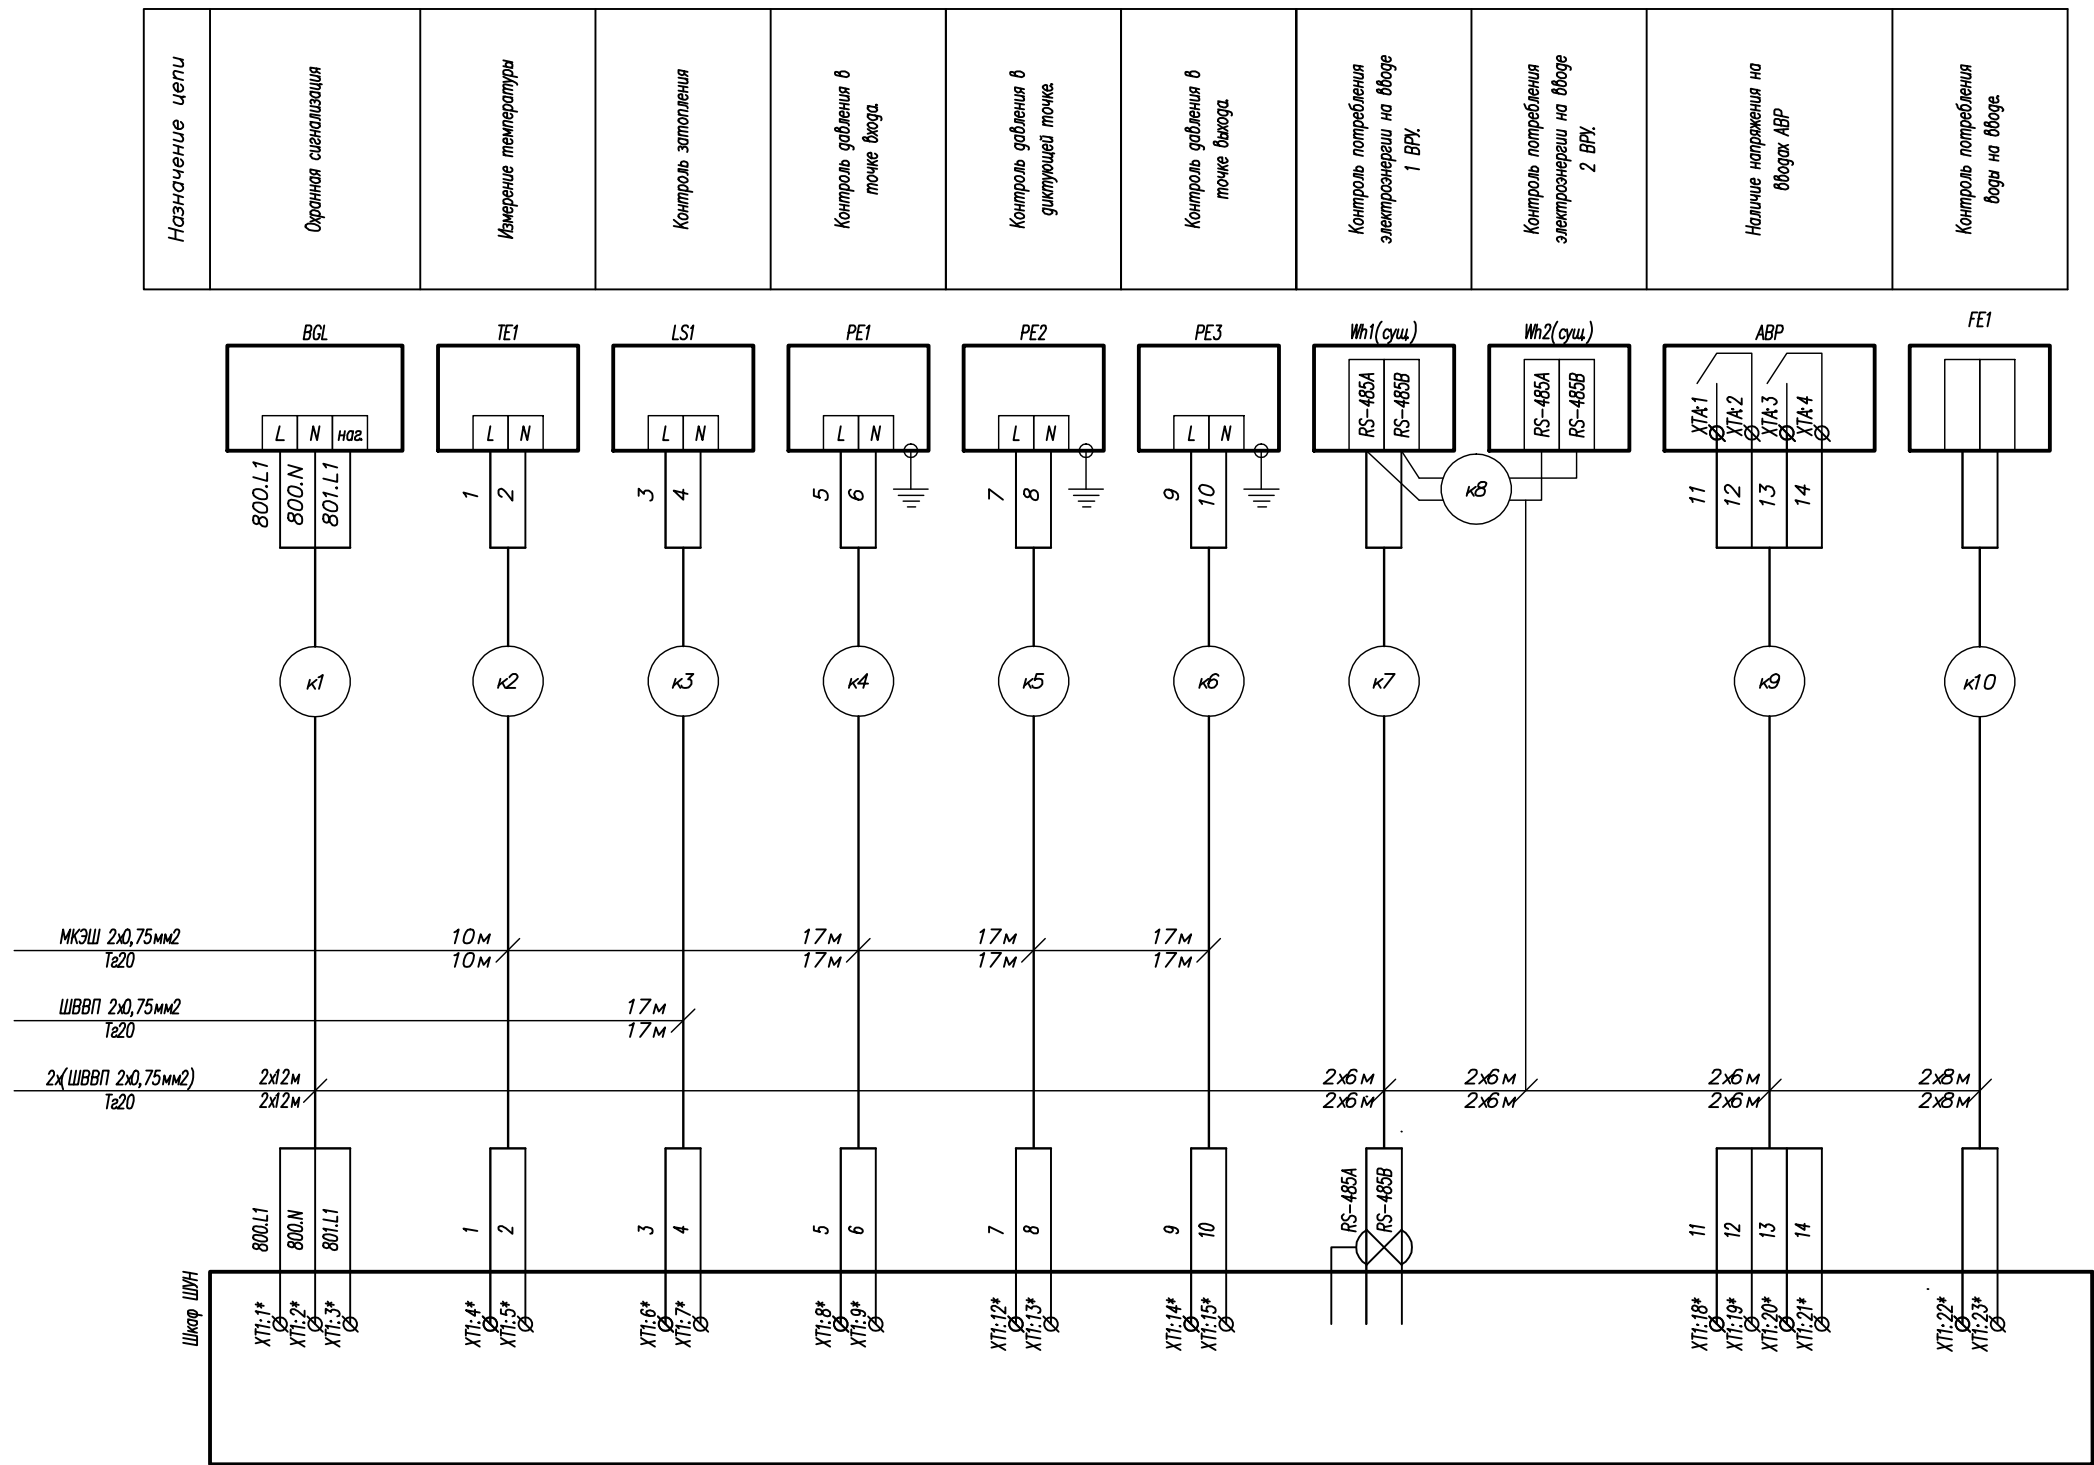 Назначение цепи
Охранная сигнализация
Измерение температуры
Контроль затопления
Контроль давления в
точке входа
Контроль давления в
диктующей точке.
Контроль давления в
точке выхода
Контроль потребления
электроэнергии на вводе
1 ВРУ.
Контроль потребления
электроэнергии на вводе
2 ВРУ.
Наличие напряжения на
вводах АВР
Контроль потребления
воды на вводе.
BGL
TE1
LS1
PE1
PE2
PE3
Wh1(сущ.)
Wh2(сущ.)
АВР
FE1
L
N
наг.
L
N
L
N
L
N
L
N
L
N
RS-485A
RS-485B
RS-485A
RS-485B
XTA:1
XTA:2
XTA:3
XTA:4
800.L1
800.N
801.L1
1
2
3
4
5
6
7
8
9
10
к8
11
12
13
14
к1
к2
к3
к4
к5
к6
к7
к9
к10
МКЭШ 2х0,75мм2
Тг20
10м
10м
17м
17м
17м
17м
17м
17м
ШВВП 2х0,75мм2
Тг20
17м
17м
2х(ШВВП 2х0,75мм2)
Тг20
2х12м
2х12м
2х6м
2х6м
2х6м
2х6м
2х6м
2х6м
2х8м
2х8м
800.L1
800.N
801.L1
1
2
3
4
5
6
7
8
9
10
RS-485A
RS-485B
11
12
13
14
Шкаф ШУН
XT1:1*
XT1:2*
XT1:3*
XT1:4*
XT1:5*
XT1:6*
XT1:7*
XT1:8*
XT1:9*
XT1:12*
XT1:13*
XT1:14*
XT1:15*
XT1:18*
XT1:19*
XT1:20*
XT1:21*
XT1:22*
XT1:23*